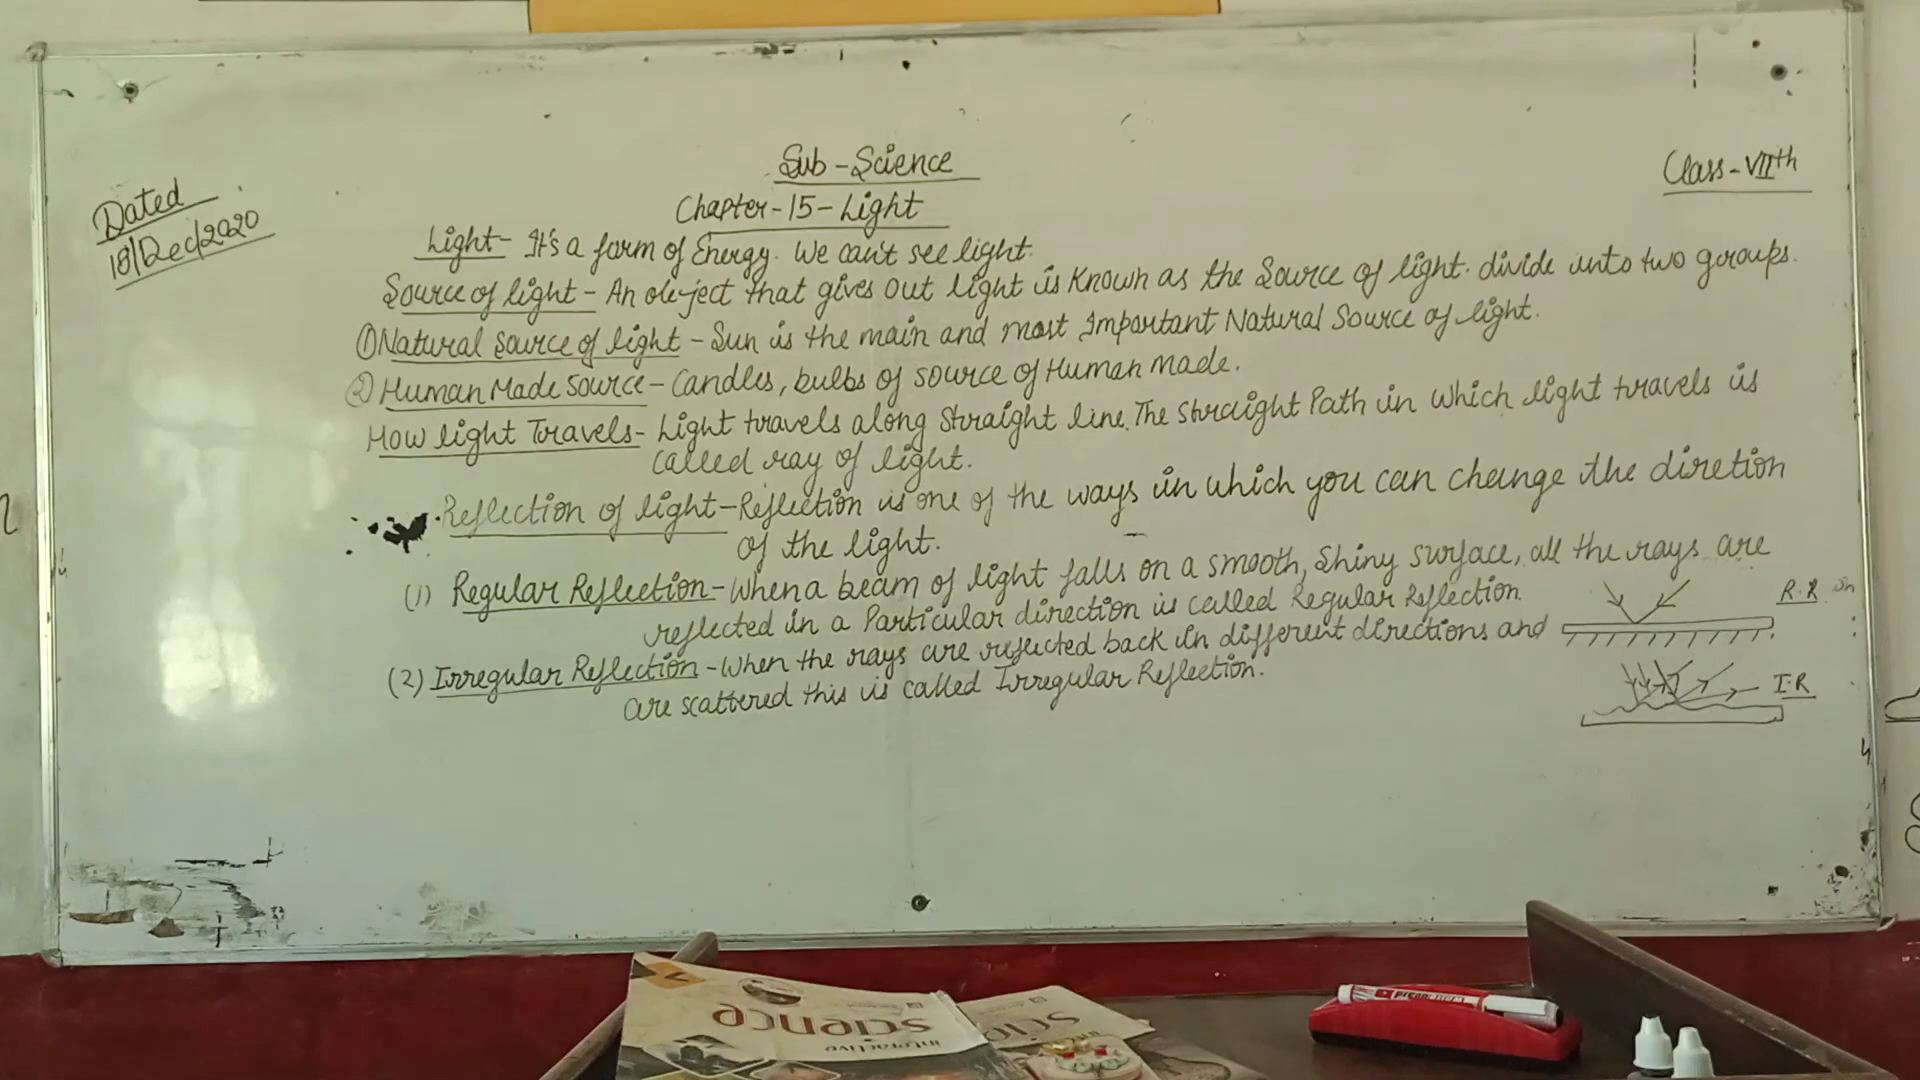 Sub-Science
Class-VIIth
Dated
18/Dec/2020
Chapter-15-Light
Light- It's a form of Energy. We can't see light.
Source of light- An object that gives out light is Known as the Source of light. divide into two groups.
① Natural Source of light - Sun is the main and most Important Natural Source of light.
② Human Made Source- Candles, bulbs of source of Human made.
How light Travels- Light travels along Straight line. The Straight Path in which light travels is
called ray of light.
Reflection of light-Reflection is one of the ways in which you can change the diretion
of the light.
(1) Regular Reflection-When a beam of light falls on a smooth, Shiny surface, all the rays are
reflected in a Particular direction is called Regular Reflection.
R.R
(2) Irregular Reflection-When the rays are reflected back in different directions and
are scattered this is called Irregular Reflection.
I-R
science
interactive